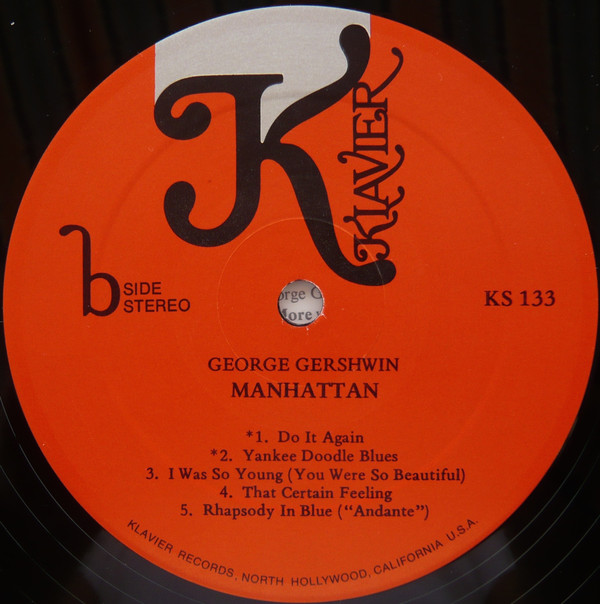 K
KLAVIER
b SIDE
STEREO
KS 133
orge
More
GEORGE GERSHWIN
MANHATTAN
*1. Do It Again
*2. Yankee Doodle Blues
3. I Was So Young (You Were So Beautiful)
4. That Certain Feeling
5. Rhapsody In Blue ("Andante")
KLAVIER RECORDS, NORTH HOLLYWOOD, CALIFORNIA U.S.A.